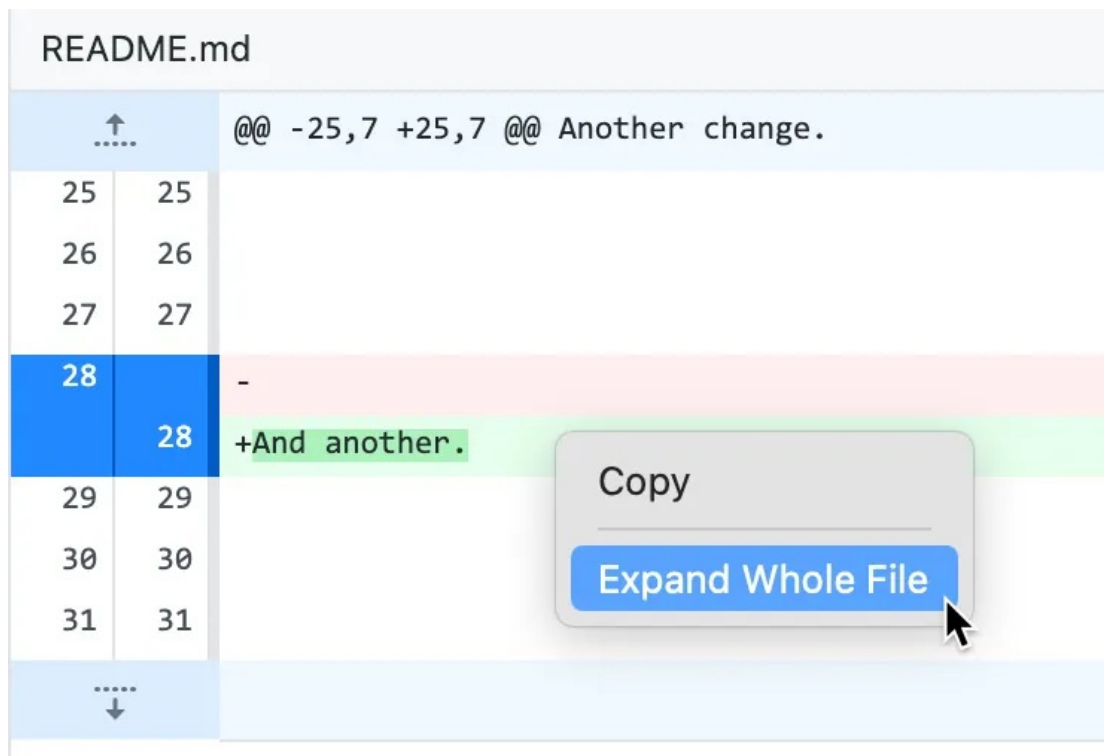 README.md
@@ -25,7 +25,7 @@ Another change.
25 25
26 26
27 27
28 -
28 +And another.
29 29
30 30
31 31
Copy
Expand Whole File